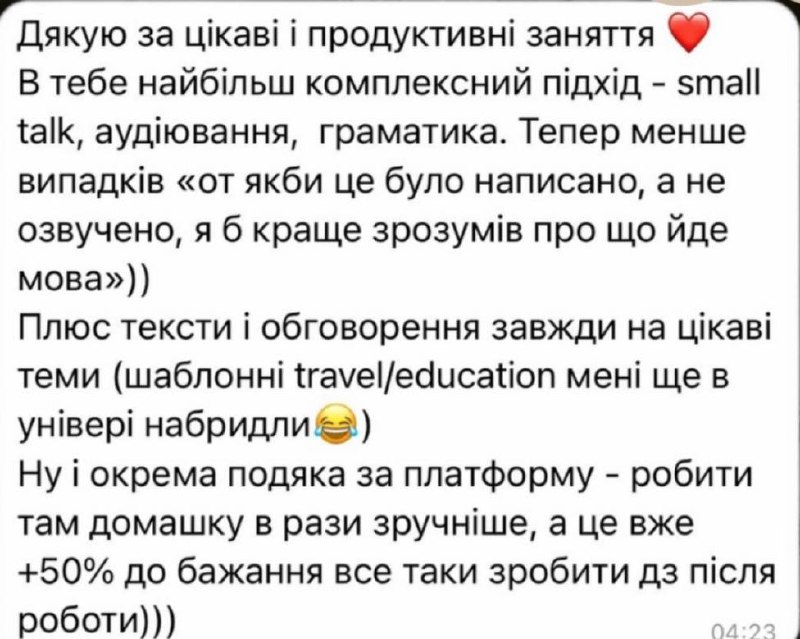 Дякую за цікаві і продуктивні заняття ❤️
В тебе найбільш комплексний підхід - small
talk, аудіювання,  граматика. Тепер менше
випадків «от якби це було написано, а не
озвучено, я б краще зрозумів про що йде
мова»))
Плюс тексти і обговорення завжди на цікаві
теми (шаблонні travel/education мені ще в
універі набридли😂)
Ну і окрема подяка за платформу - робити
там домашку в рази зручніше, а це вже
+50% до бажання все таки зробити дз після
роботи)))
04:23